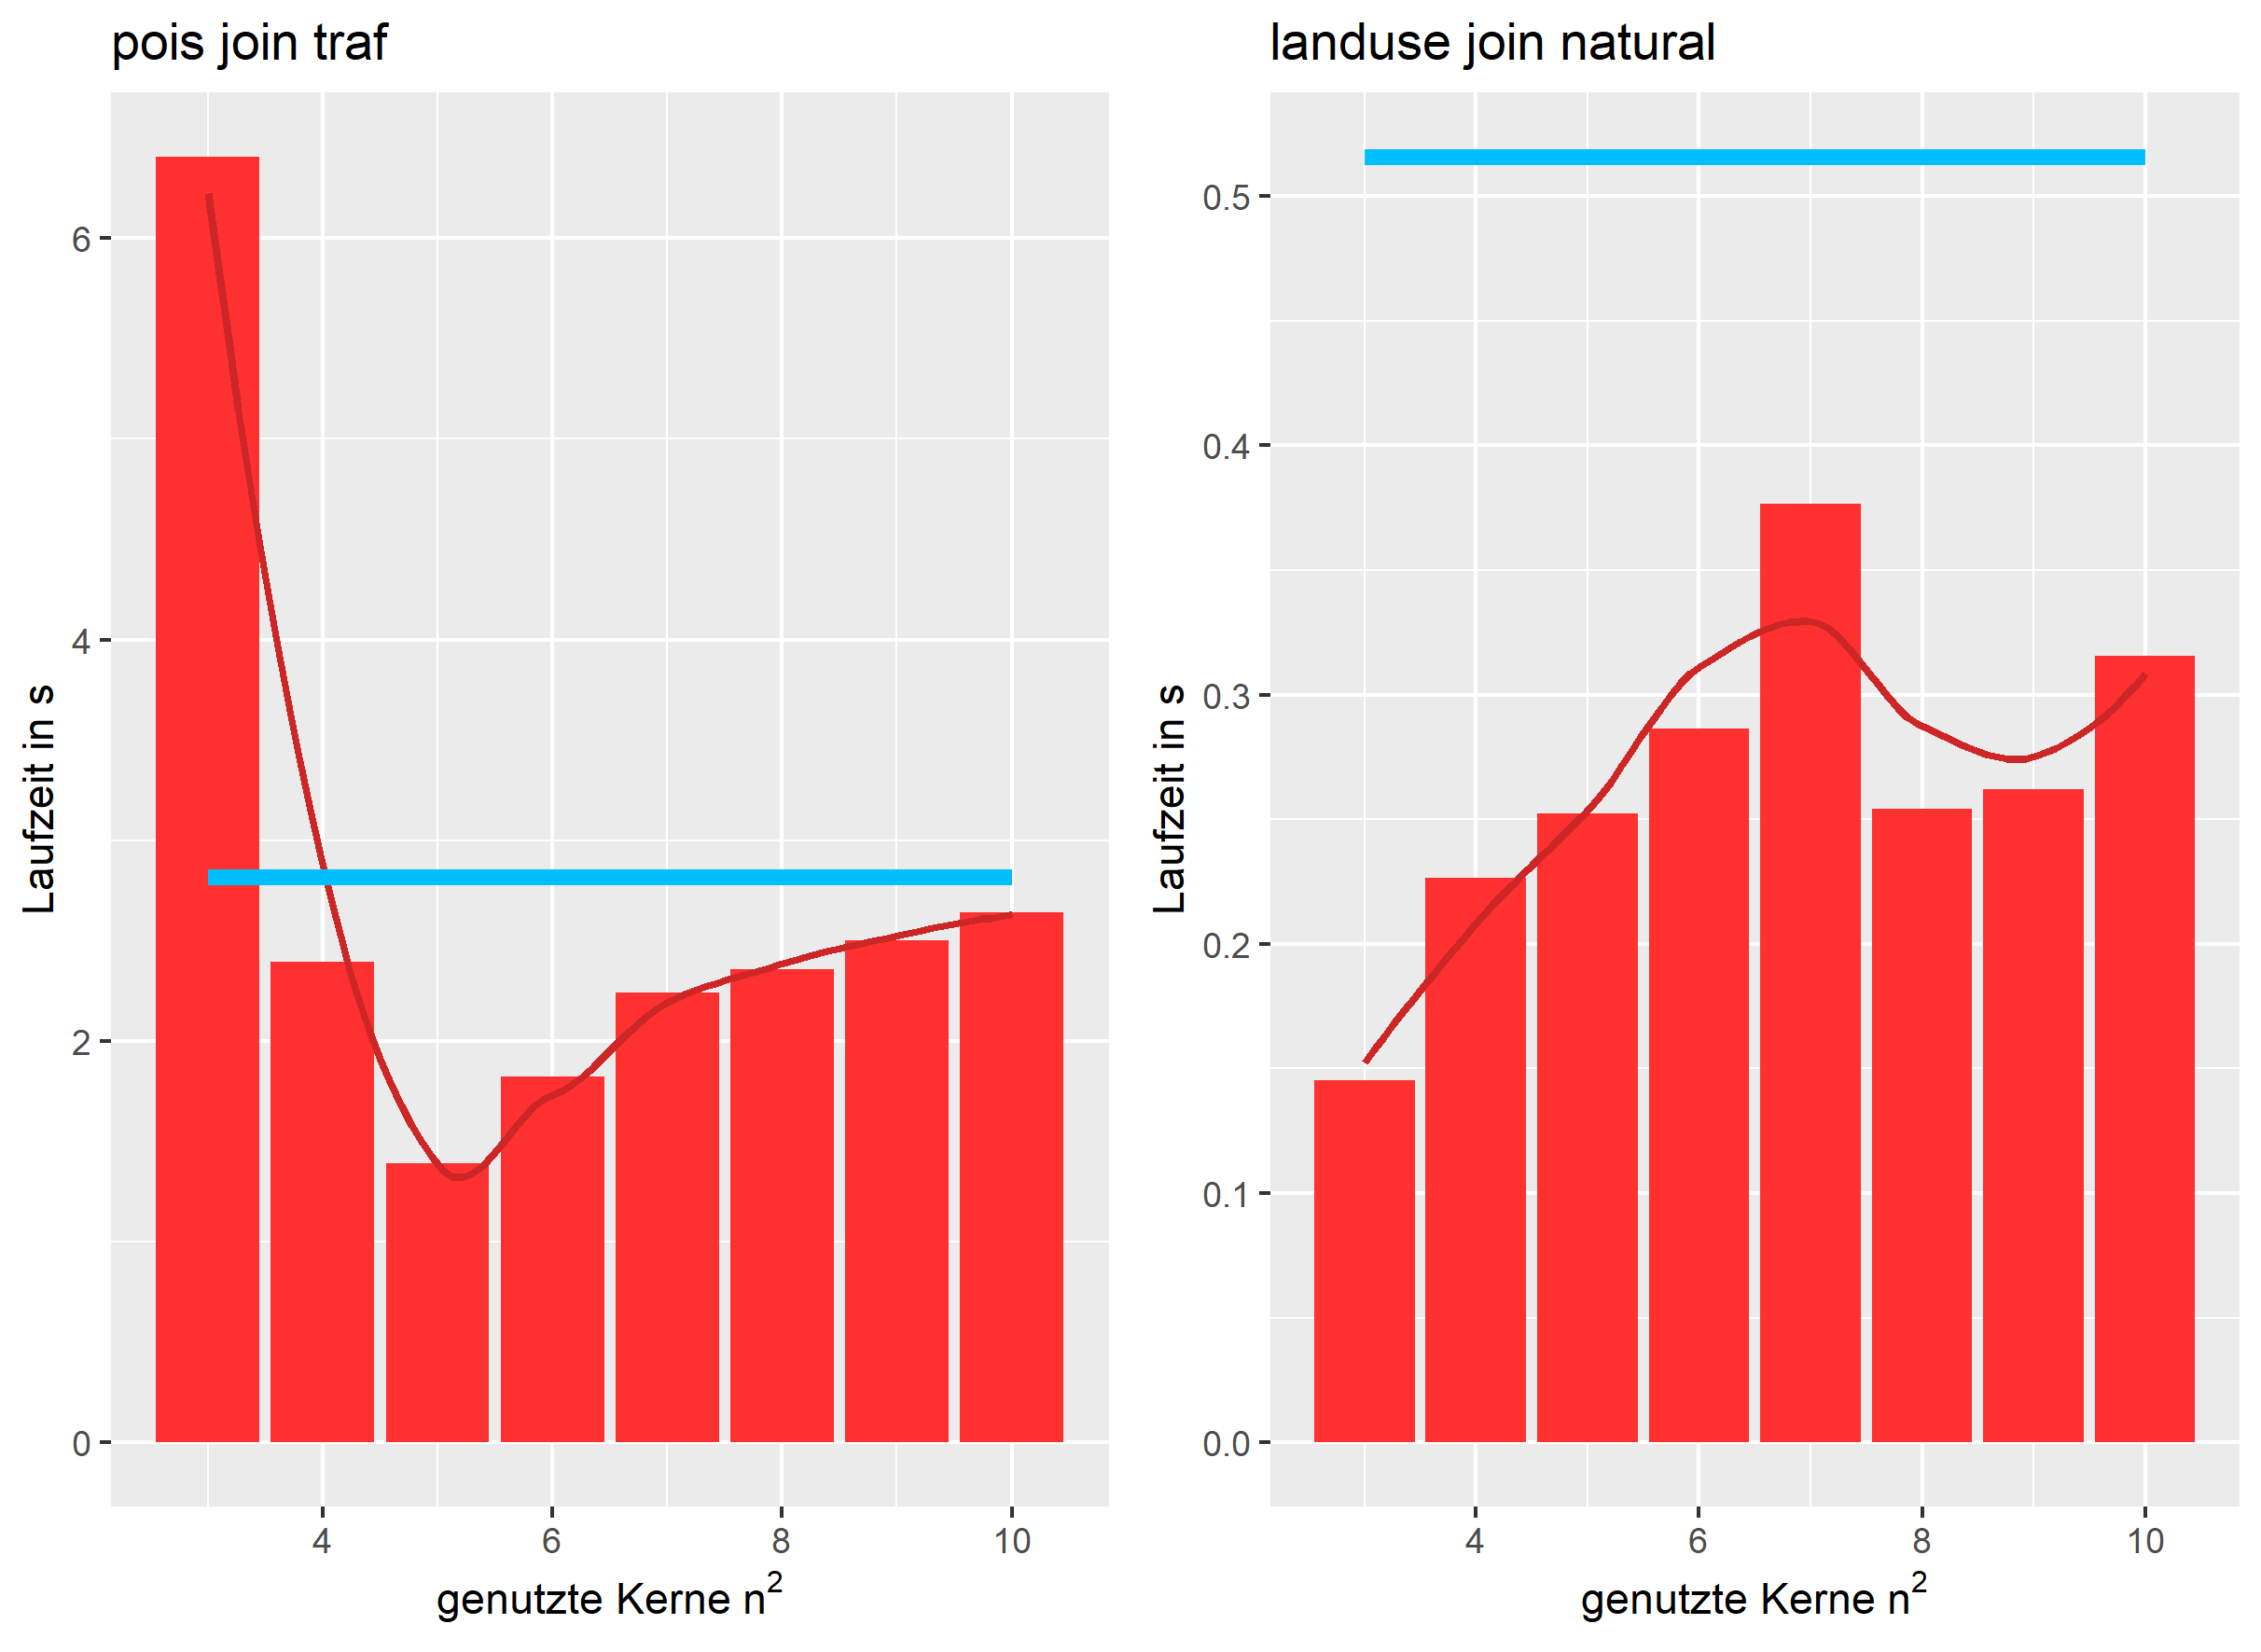 pois join traf
Laufzeit in s
6
4
2
0
4 6 8 10
genutzte Kerne n²
landuse join natural
Laufzeit in s
0.5
0.4
0.3
0.2
0.1
0.0
4 6 8 10
genutzte Kerne n²